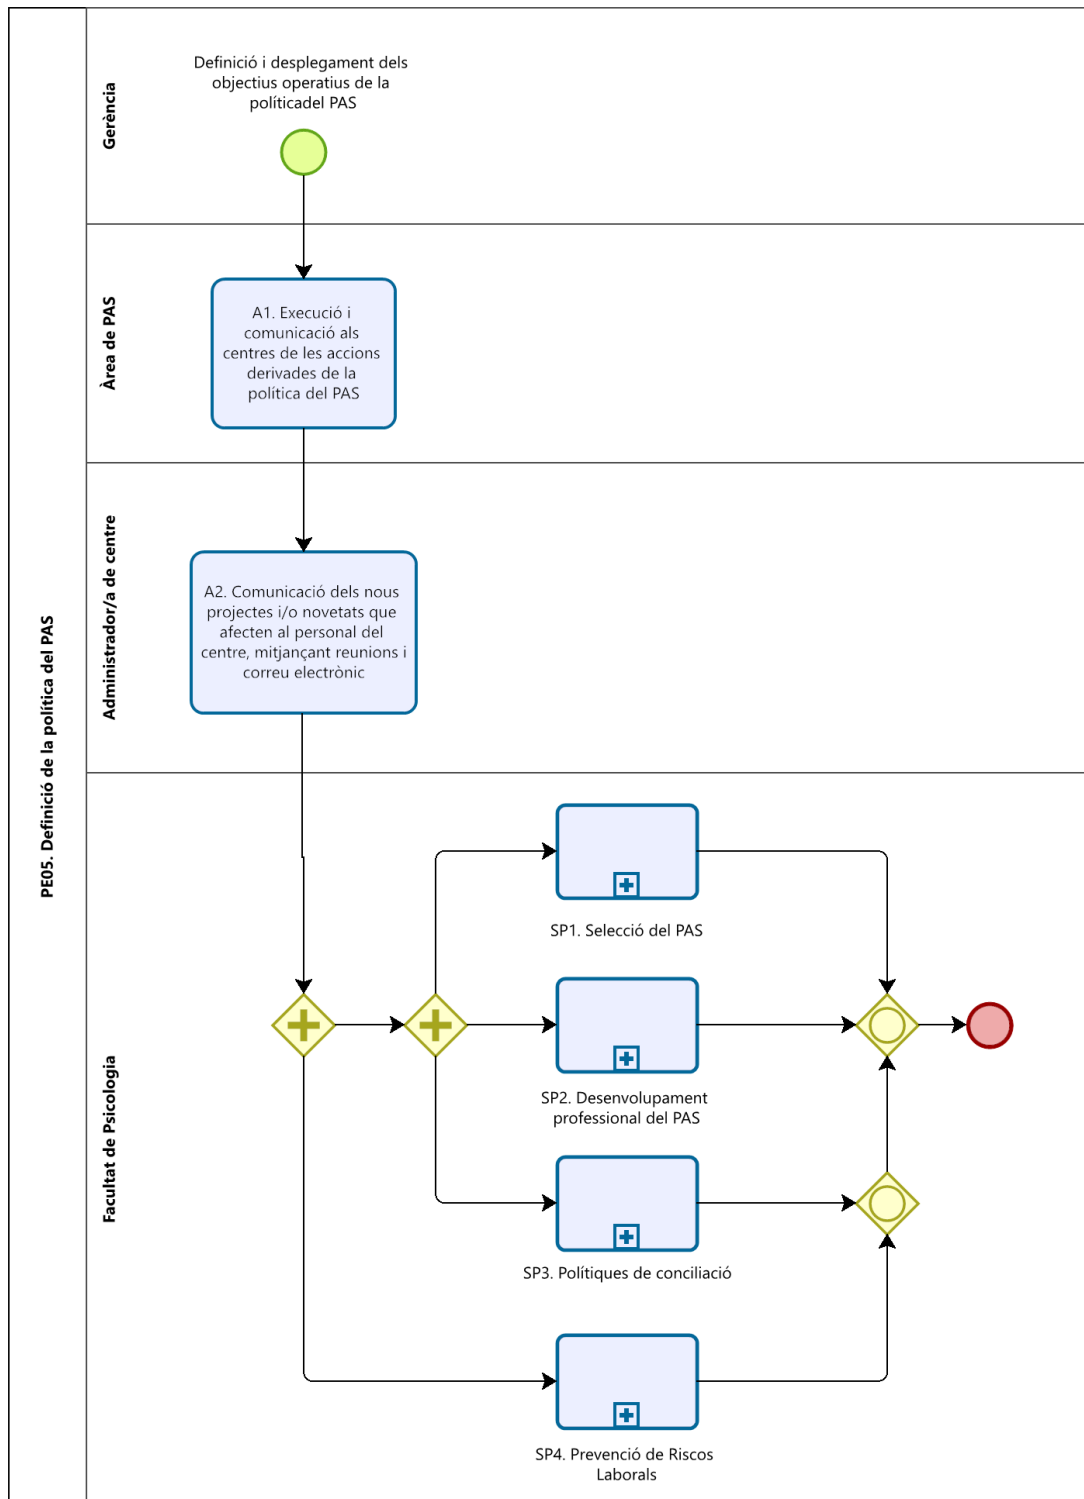 PE05. Definició de la política del PAS
Gerència
Definició i desplegament dels
objectius operatius de la
políticadel PAS
Àrea de PAS
A1. Execució i
comunicació als
centres de les accions
derivades de la
política del PAS
Administrador/a de centre
A2. Comunicació dels nous
projectes i/o novetats que
afecten al personal del
centre, mitjançant reunions i
correu electrònic
Facultat de Psicologia
SP1. Selecció del PAS
SP2. Desenvolupament
professional del PAS
SP3. Polítiques de conciliació
SP4. Prevenció de Riscos
Laborals